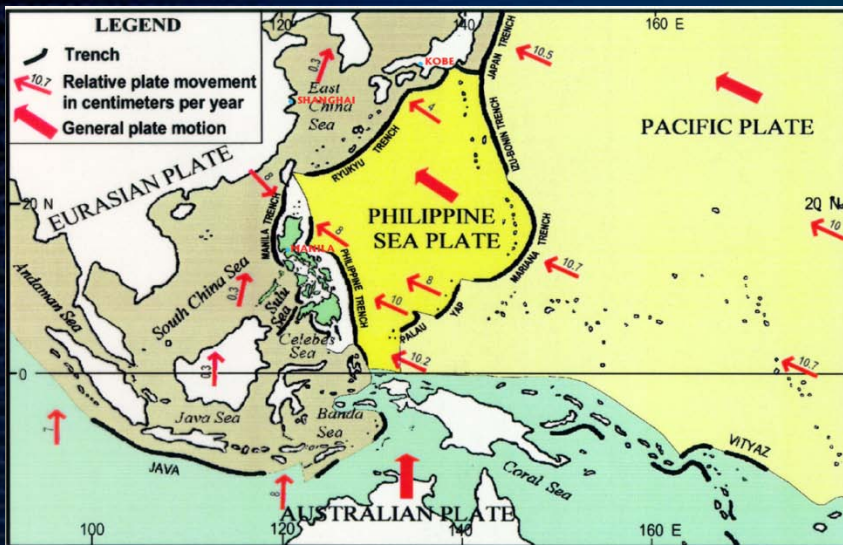 LEGEND
Trench
10.7
Relative plate movement
in centimeters per year
General plate motion
120
140
160 E
0.3
East
China
Sea
SHANGHAI
KOBE
JAPAN TRENCH
10.5
4
PACIFIC PLATE
EURASIAN PLATE
RYUKYU TRENCH
IZU-BONIN TRENCH
20 N
8
MANILA TRENCH
PHILIPPINE
SEA PLATE
20 N
10
MANILA
8
PHILIPPINE TRENCH
MARIANA TRENCH
10.7
Andaman Sea
South China Sea
0.3
Sulu
Sea
8
10
YAP
PALAU
Celebes
Sea
10.2
10.7
0
0.3
0
Java Sea
Banda
Sea
7
JAVA
8
Coral Sea
VITYAZ
AUSTRALIAN PLATE
100
120
140
160 E